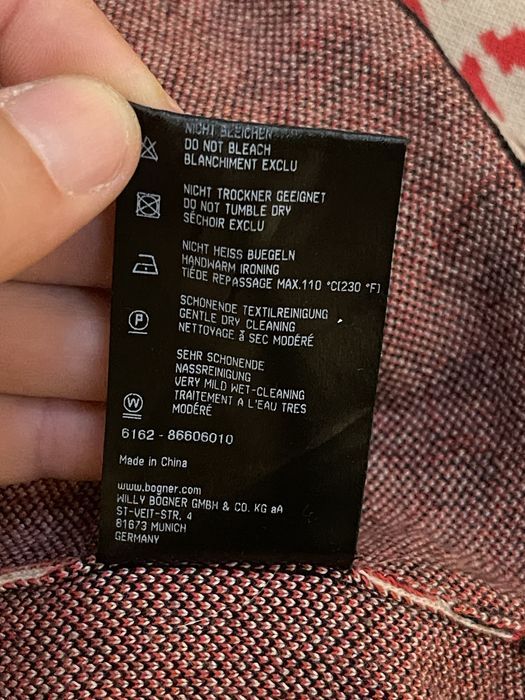 NICHT BLEICHEN
DO NOT BLEACH
BLANCHIMENT EXCLU
NICHT TROCKNER GEEIGNET
DO NOT TUMBLE DRY
SÉCHOIR EXCLU
NICHT HEISS BUEGELN
HANDWARM IRONING
TIÉDE REPASSAGE MAX.110 °C(230 °F)
SCHONENDE TEXTILREINIGUNG
GENTLE DRY CLEANING
NETTOYAGE à SEC MODÉRÉ
P
SEHR SCHONENDE
NASSREINIGUNG
VERY MILD WET-CLEANING
TRAITEMENT A L'EAU TRES
MODÉRÉ
W
6162 - 86606010
Made in China
www.bogner.com
WILLY BOGNER GMBH & CO. KG aA
ST-VEIT-STR. 4
81673 MUNICH
GERMANY